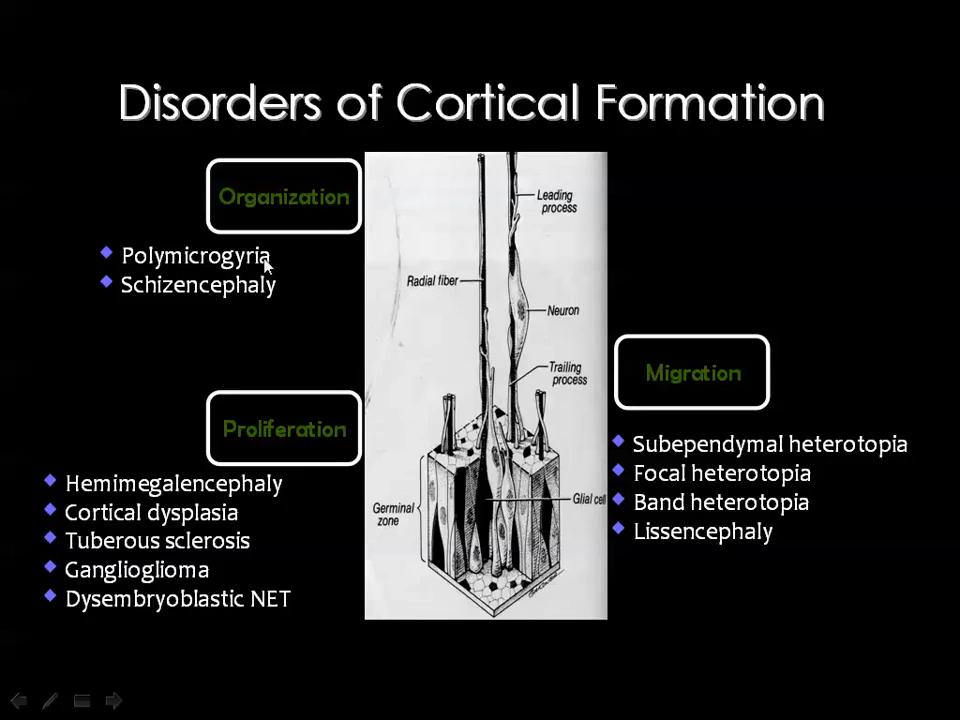 Disorders of Cortical Formation
Organization
Polymicrogyria
Schizencephaly
Proliferation
Hemimegalencephaly
Cortical dysplasia
Tuberous sclerosis
Ganglioglioma
Dysembryoblastic NET
Leading
process
Radial fiber
Neuron
Trailing
process
Germinal
zone
Glial cell
Migration
Subependymal heterotopia
Focal heterotopia
Band heterotopia
Lissencephaly